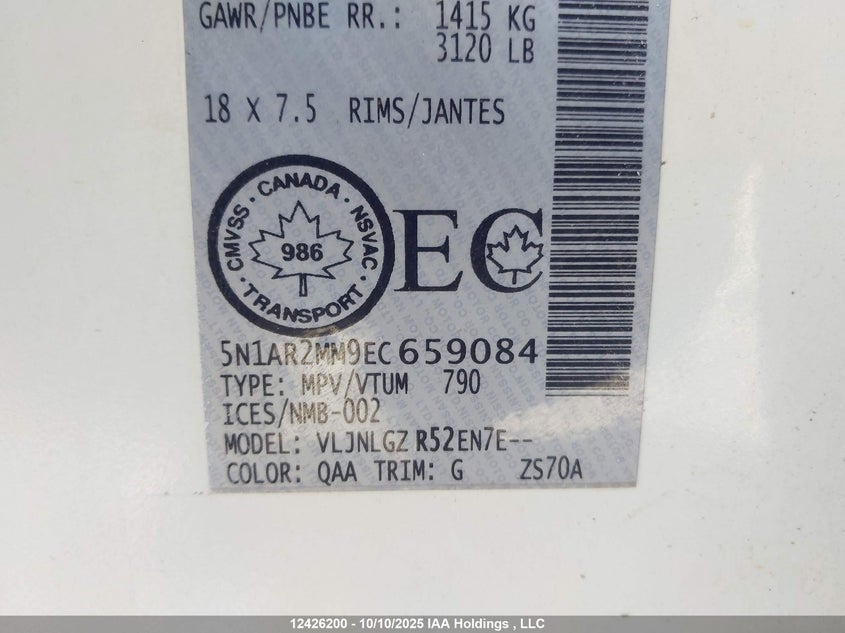 GAWR/PNBE RR.: 1415 KG
3120 LB
18 X 7.5 RIMS/JANTES
CANADA · NSVAC · TRANSPORT · CMVSS ·
986
EC
5N1AR2MM9EC659084
TYPE: MPV/VTUM 790
ICES/NMB-002
MODEL: VLJNLGZ R52EN7E--
COLOR: QAA TRIM: G ZS70A
12426200 - 10/10/2025 IAA Holdings , LLC